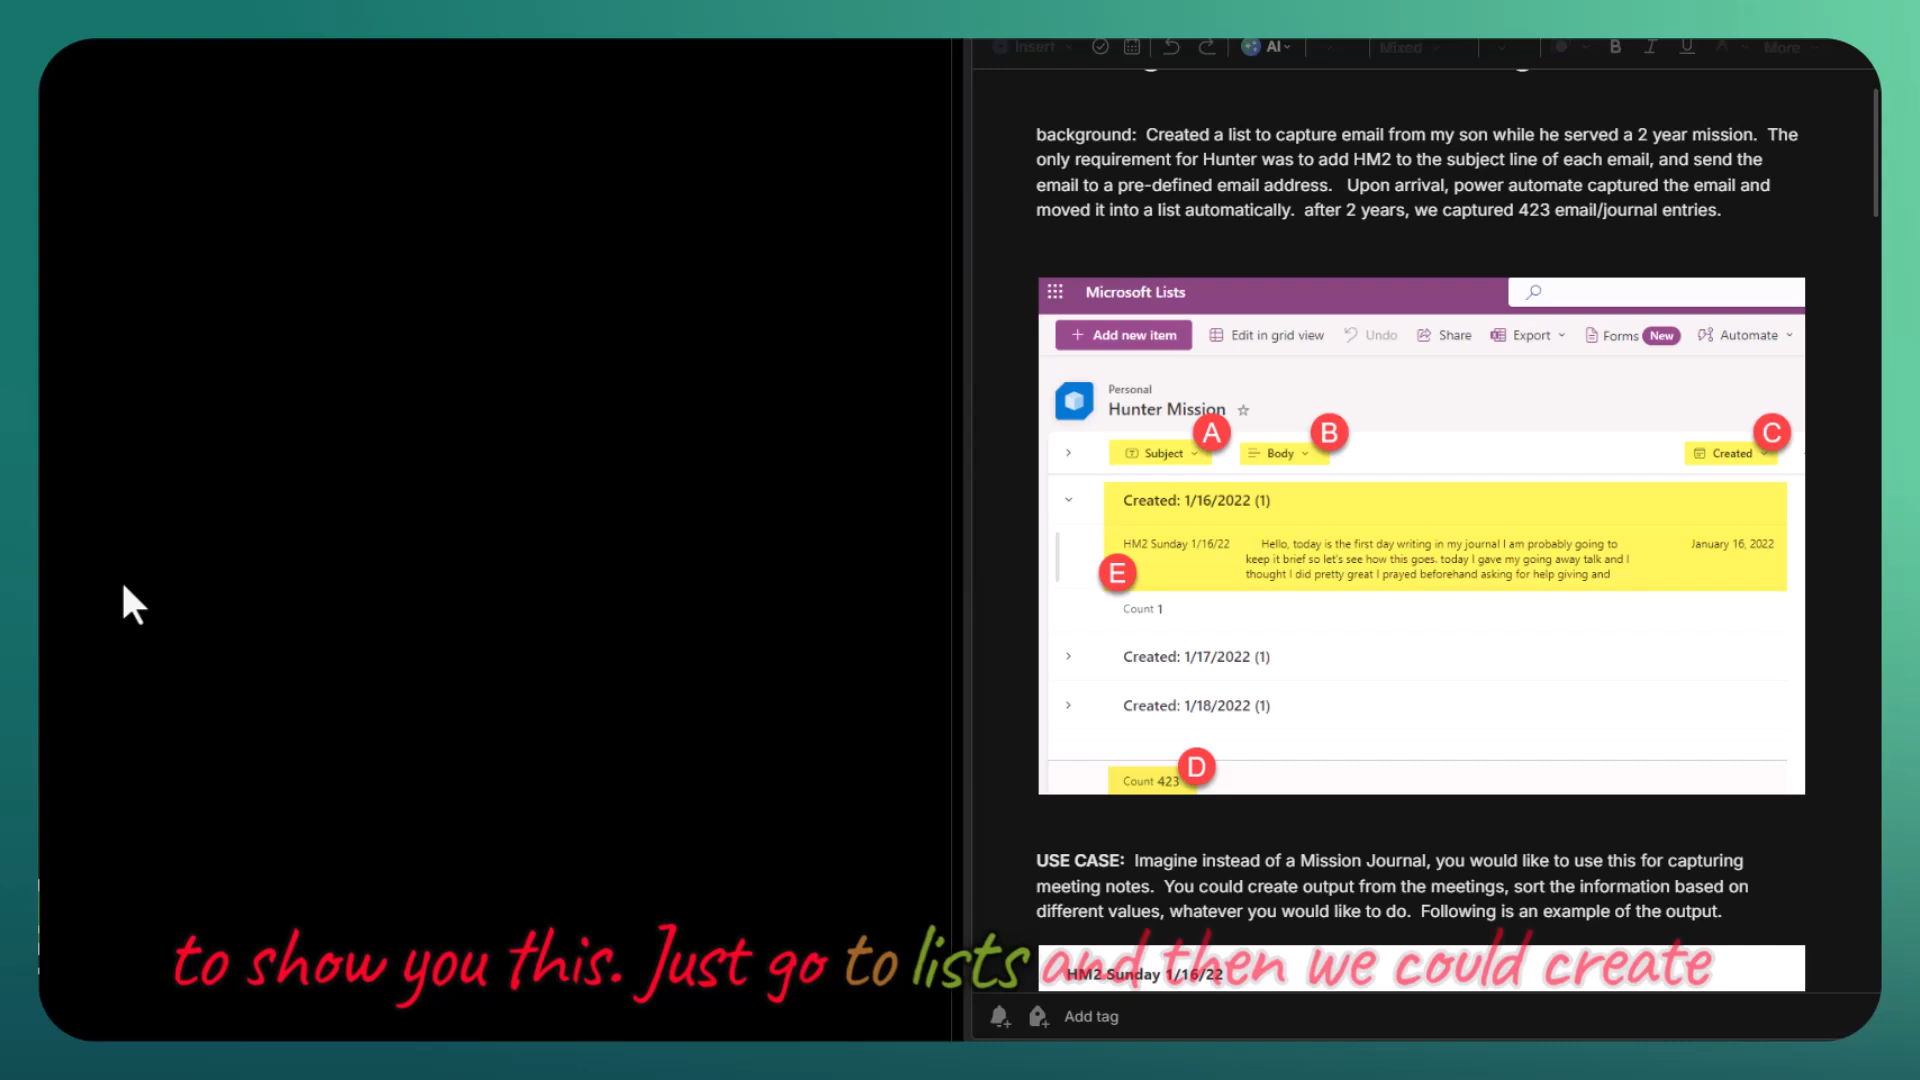 Insert
AI
Mixed
B I U A More
background: Created a list to capture email from my son while he served a 2 year mission. The
only requirement for Hunter was to add HM2 to the subject line of each email, and send the
email to a pre-defined email address. Upon arrival, power automate captured the email and
moved it into a list automatically. after 2 years, we captured 423 email/journal entries.
Microsoft Lists
+ Add new item
Edit in grid view
Undo
Share
Export
Forms New
Automate
Personal
Hunter Mission
A
B
C
Subject
Body
Created
Created: 1/16/2022 (1)
HM2 Sunday 1/16/22
Hello, today is the first day writing in my journal I am probably going to
keep it brief so let's see how this goes. today I gave my going away talk and I
thought I did pretty great I prayed beforehand asking for help giving and
January 16, 2022
E
Count 1
Created: 1/17/2022 (1)
Created: 1/18/2022 (1)
D
Count 423
USE CASE: Imagine instead of a Mission Journal, you would like to use this for capturing
meeting notes. You could create output from the meetings, sort the information based on
different values, whatever you would like to do. Following is an example of the output.
HM2 Sunday 1/16/22
to show you this. Just go to lists and then we could create
Add tag